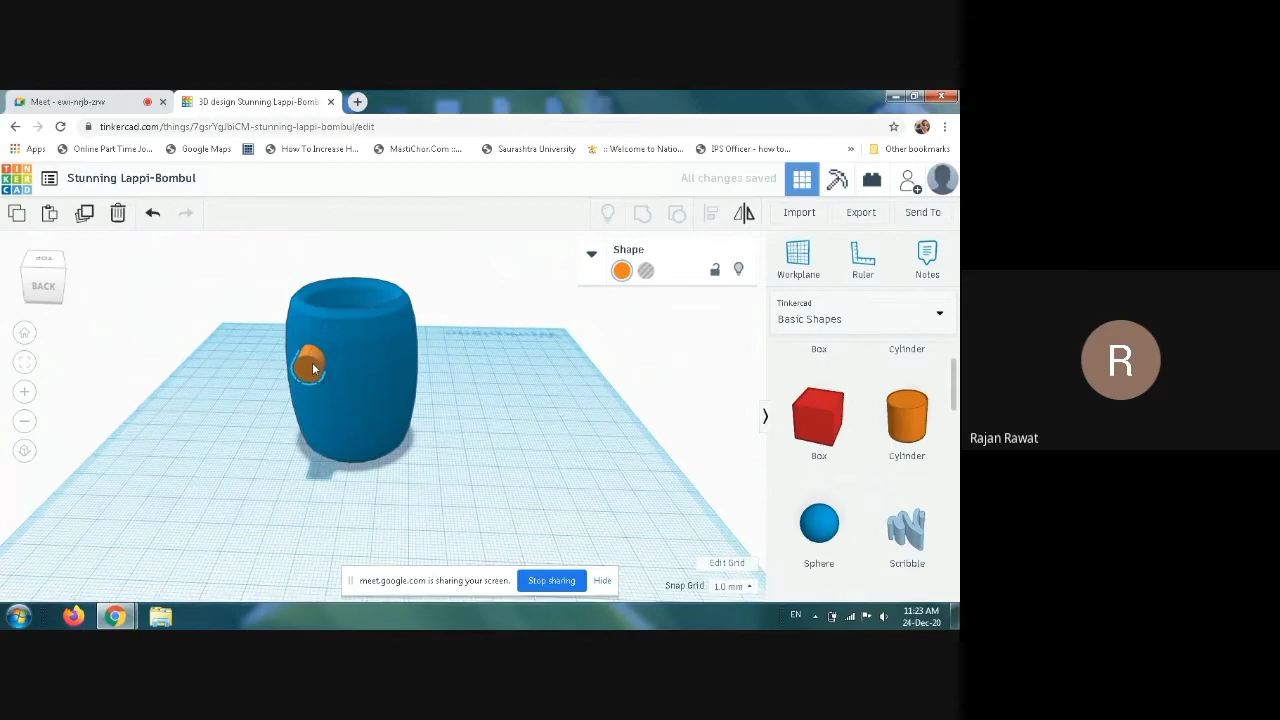 Meet - ewi-nrjb-zrw
3D design Stunning Lappi-Bomb
tinkercad.com/things/7gsrYgJbiCM-stunning-lappi-bombul/edit
Apps Online Part Time Jo... Google Maps How To Increase H... MastiChor.Com ::... Saurashtra University :: Welcome to Natio... IPS Officer - how to... » Other bookmarks
TIN
KER
CAD
Stunning Lappi-Bombul
All changes saved
Import Export Send To
Shape
Workplane Ruler Notes
BACK
Tinkercad
Basic Shapes
Box Cylinder
Box Cylinder
Sphere Scribble
Edit Grid
Snap Grid 1.0 mm
meet.google.com is sharing your screen. Stop sharing Hide
EN
11:23 AM
24-Dec-20
R
Rajan Rawat